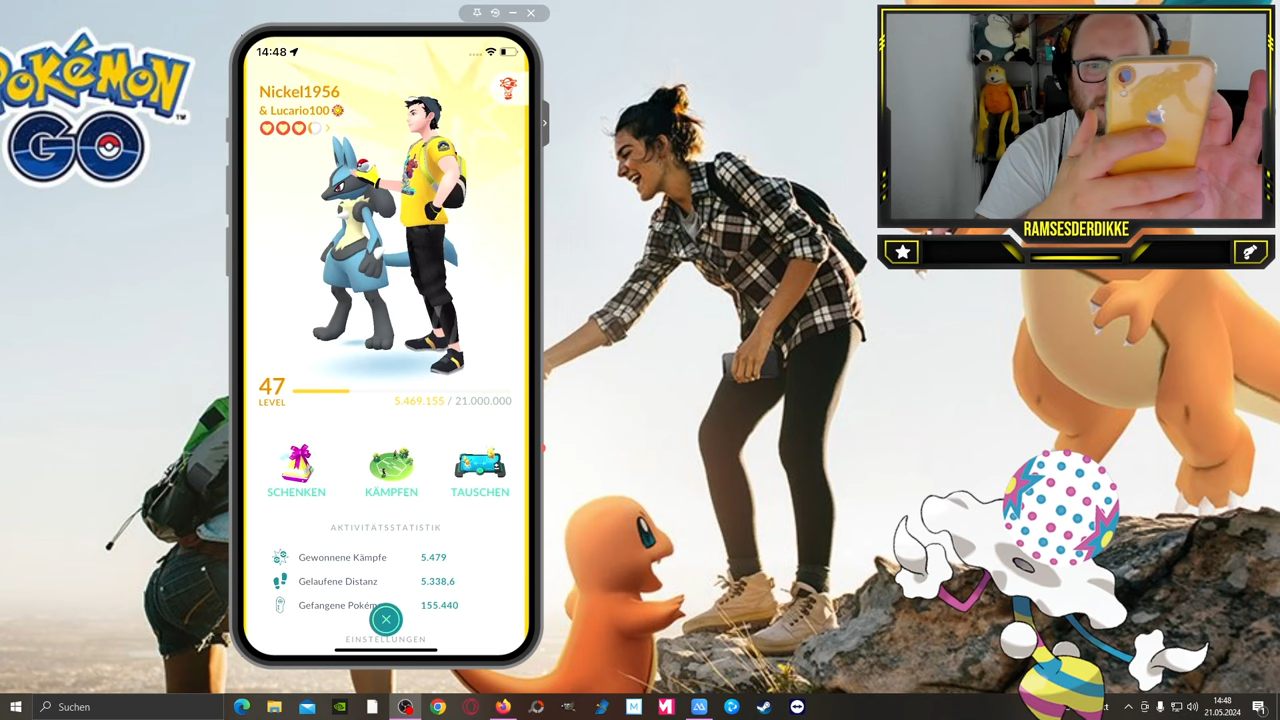 POKÉMON
GO
™
14:48
Nickel1956
& Lucario100
47
LEVEL
5.469.155 / 21.000.000
SCHENKEN
KÄMPFEN
TAUSCHEN
AKTIVITÄTSSTATISTIK
Gewonnene Kämpfe 5.479
Gelaufene Distanz 5.338,6
Gefangene Pokém 155.440
EINSTELLUNGEN
RAMSESDERDIKKE
Suchen
14:48
21.05.2024